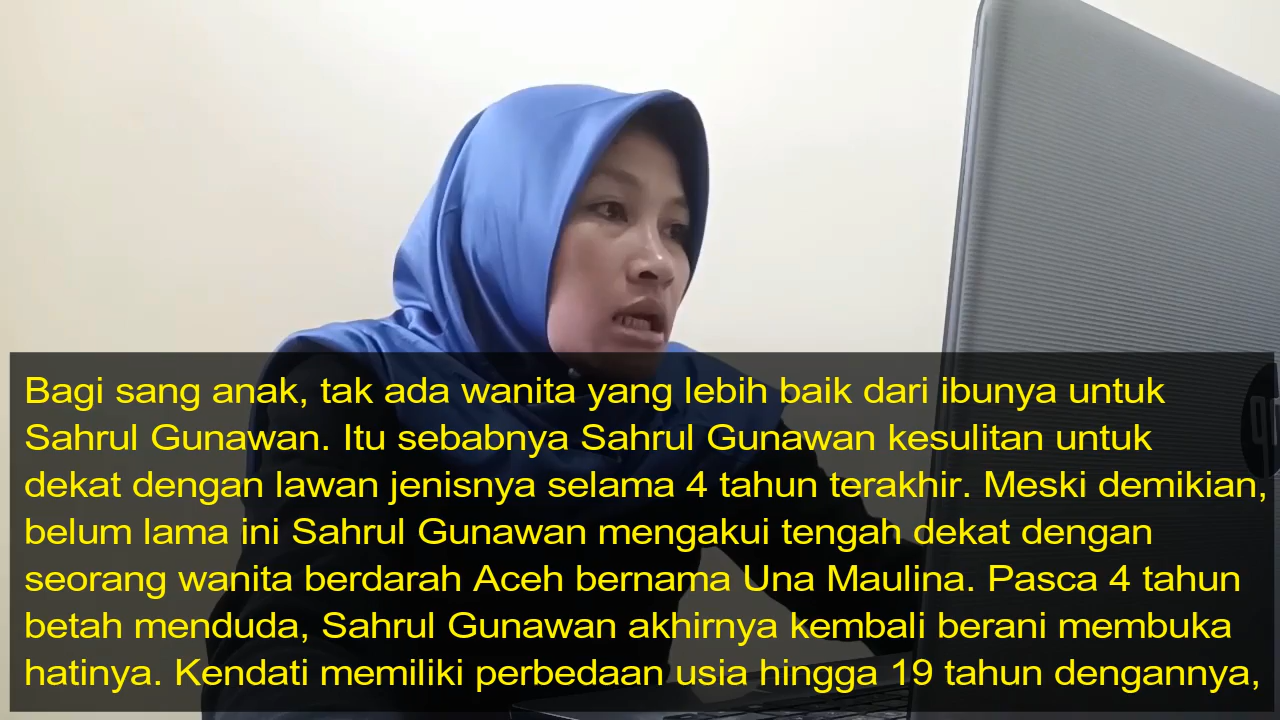 Bagi sang anak, tak ada wanita yang lebih baik dari ibunya untuk
Sahrul Gunawan. Itu sebabnya Sahrul Gunawan kesulitan untuk
dekat dengan lawan jenisnya selama 4 tahun terakhir. Meski demikian,
belum lama ini Sahrul Gunawan mengakui tengah dekat dengan
seorang wanita berdarah Aceh bernama Una Maulina. Pasca 4 tahun
betah menduda, Sahrul Gunawan akhirnya kembali berani membuka
hatinya. Kendati memiliki perbedaan usia hingga 19 tahun dengannya,